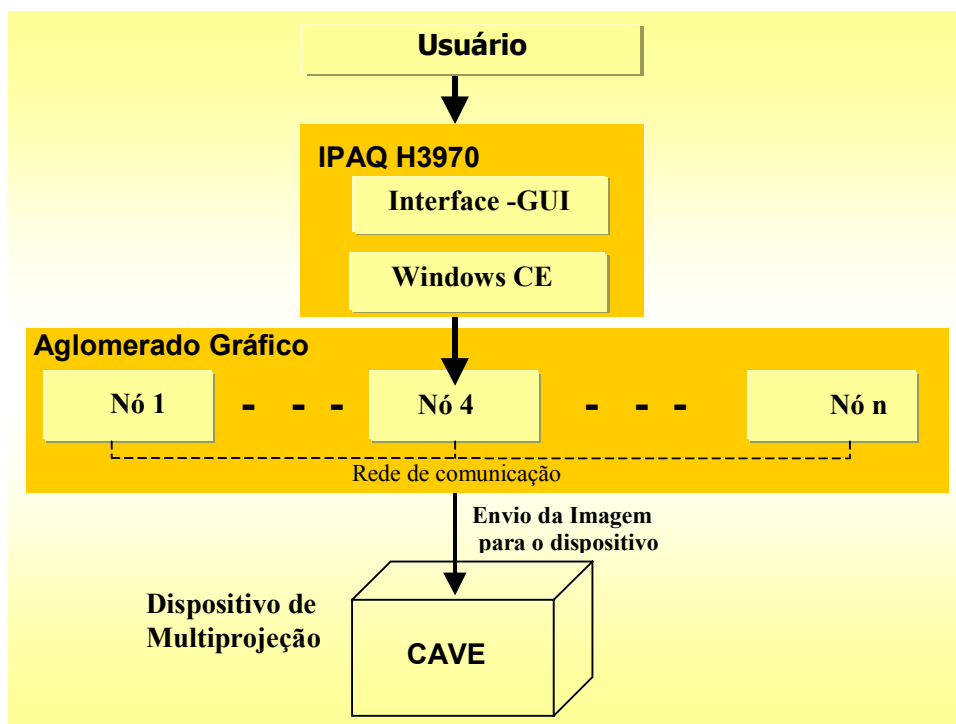 Usuário
IPAQ H3970
Interface -GUI
Windows CE
Aglomerado Gráfico
Nó 1 - - - Nó 4 - - - Nó n
Rede de comunicação
Envio da Imagem
para o dispositivo
Dispositivo de
Multiprojeção
CAVE